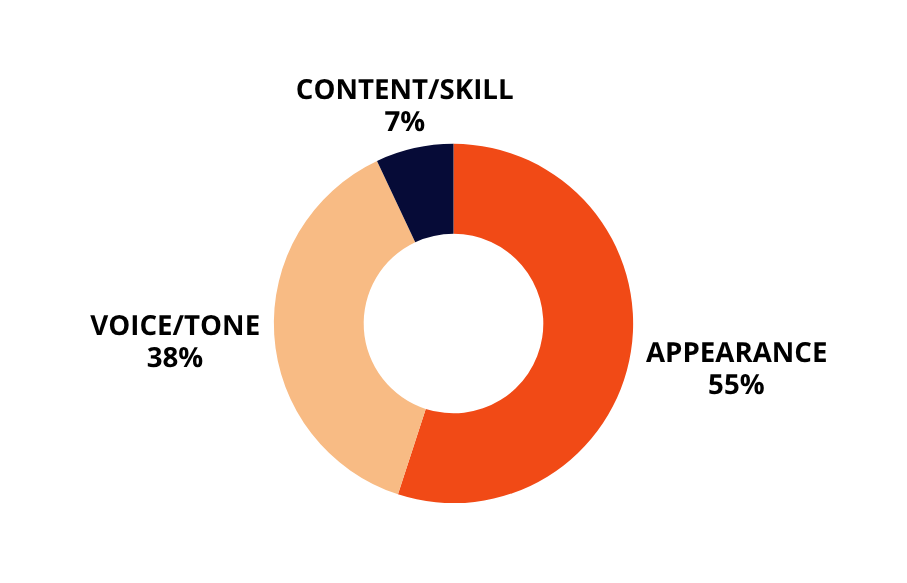 CONTENT/SKILL
7%
VOICE/TONE
38%
APPEARANCE
55%